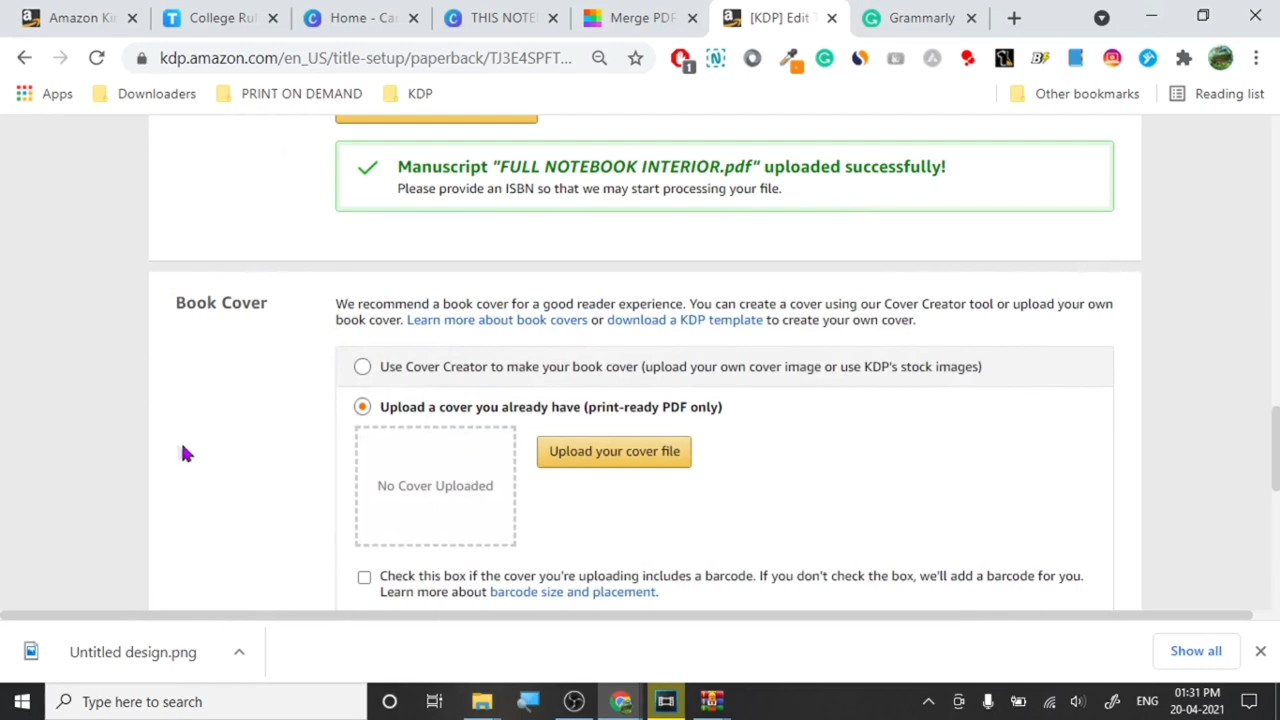 Amazon Kin
College Rul
Home - Can
THIS NOTE
Merge PDF
[KDP] Edit
Grammarly
kdp.amazon.com/en_US/title-setup/paperback/TJ3E4SPFT...
1
Apps
Downloaders
PRINT ON DEMAND
KDP
Other bookmarks
Reading list
Manuscript "FULL NOTEBOOK INTERIOR.pdf" uploaded successfully!
Please provide an ISBN so that we may start processing your file.
Book Cover
We recommend a book cover for a good reader experience. You can create a cover using our Cover Creator tool or upload your own
book cover. Learn more about book covers or download a KDP template to create your own cover.
Use Cover Creator to make your book cover (upload your own cover image or use KDP's stock images)
Upload a cover you already have (print-ready PDF only)
Upload your cover file
No Cover Uploaded
Check this box if the cover you're uploading includes a barcode. If you don't check the box, we'll add a barcode for you.
Learn more about barcode size and placement.
Untitled design.png
Show all
Type here to search
ENG
01:31 PM
20-04-2021